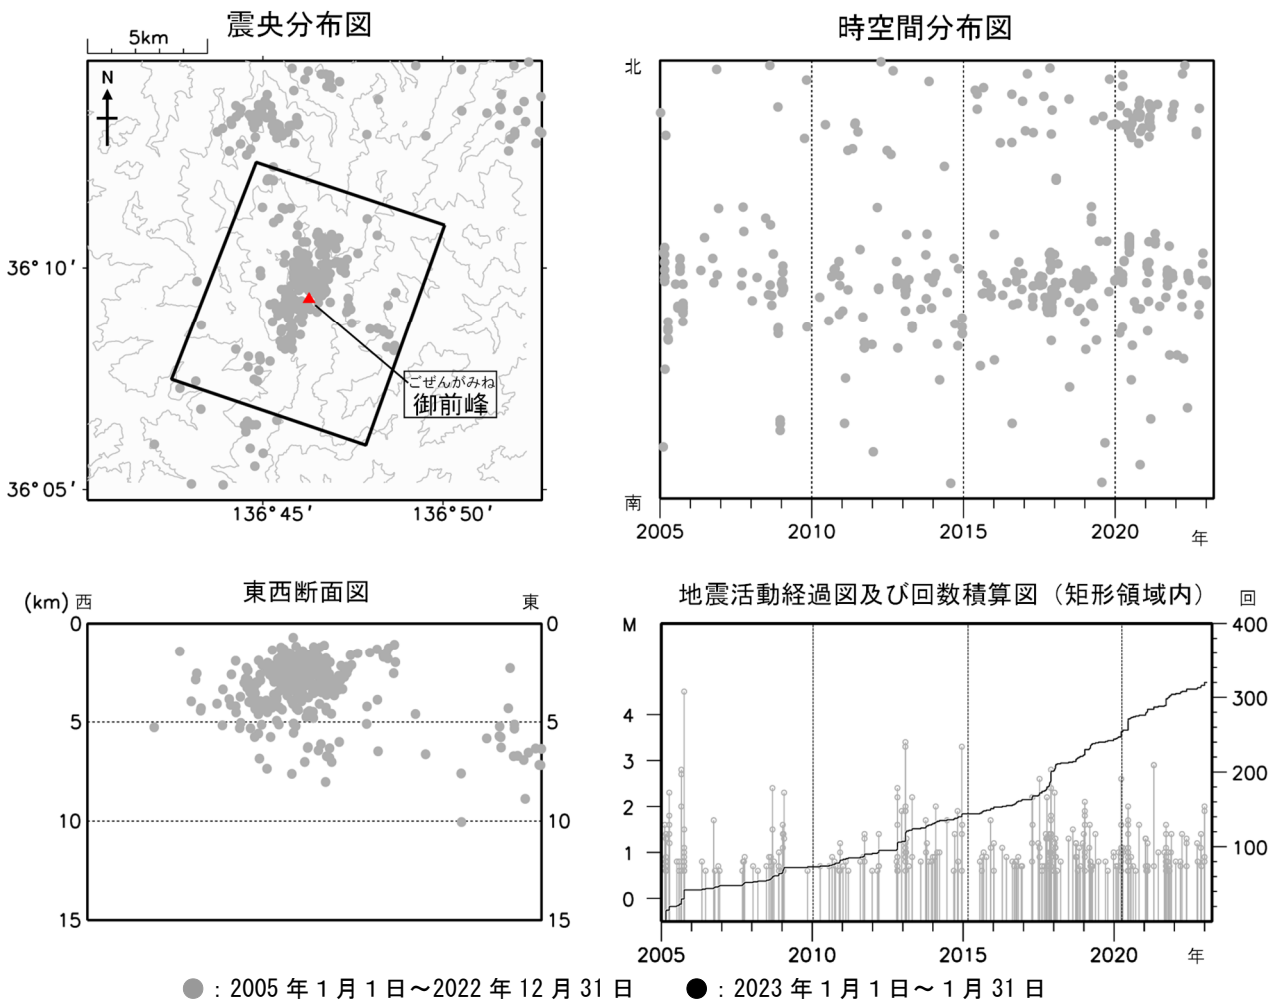 震央分布図
5km
N
36°10′
36°05′
136°45′
136°50′
ごぜんがみね
御前峰
時空間分布図
北
南
2005
2010
2015
2020
年
東西断面図
(km) 西
東
0
5
10
15
0
5
10
15
地震活動経過図及び回数積算図（矩形領域内）
M
回
4
3
2
1
0
400
300
200
100
2005
2010
2015
2020
年
：2005 年 1 月 1 日～2022 年 12 月 31 日
：2023 年 1 月 1 日～ 1 月 31 日